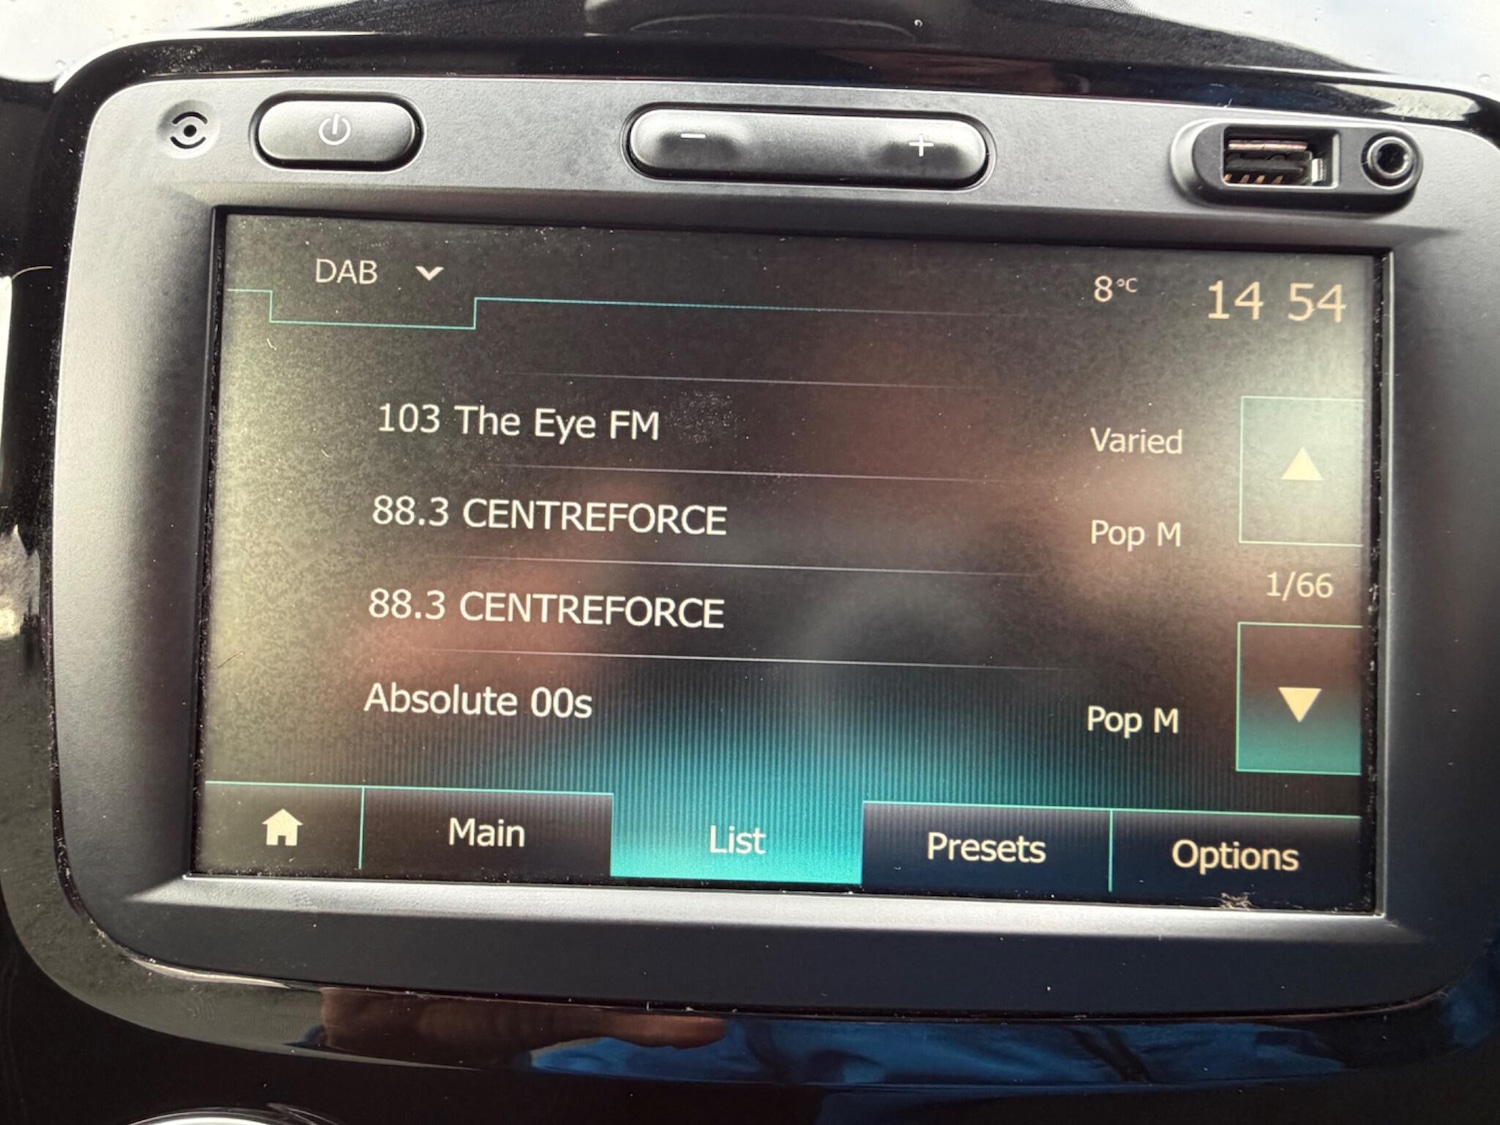 DAB
8°C
14 54
103 The Eye FM Varied
88.3 CENTREFORCE Pop M
88.3 CENTREFORCE
Absolute 00s Pop M
1/66
Main List Presets Options